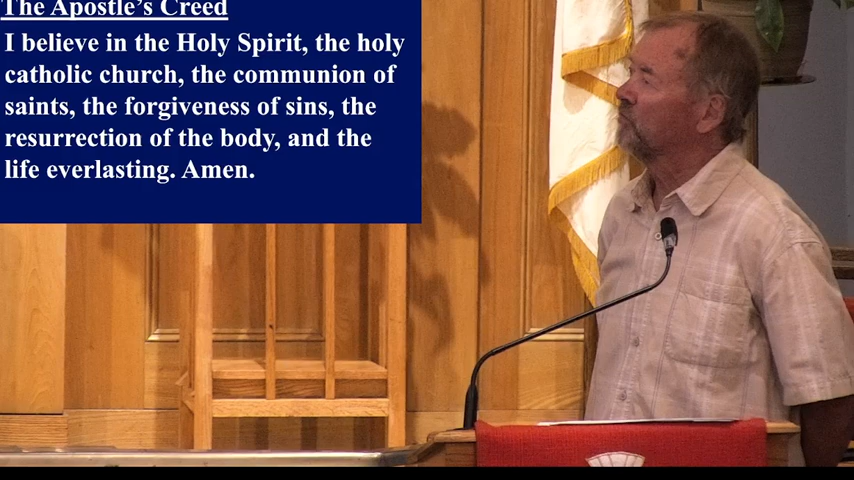 The Apostle's Creed
I believe in the Holy Spirit, the holy
catholic church, the communion of
saints, the forgiveness of sins, the
resurrection of the body, and the
life everlasting. Amen.